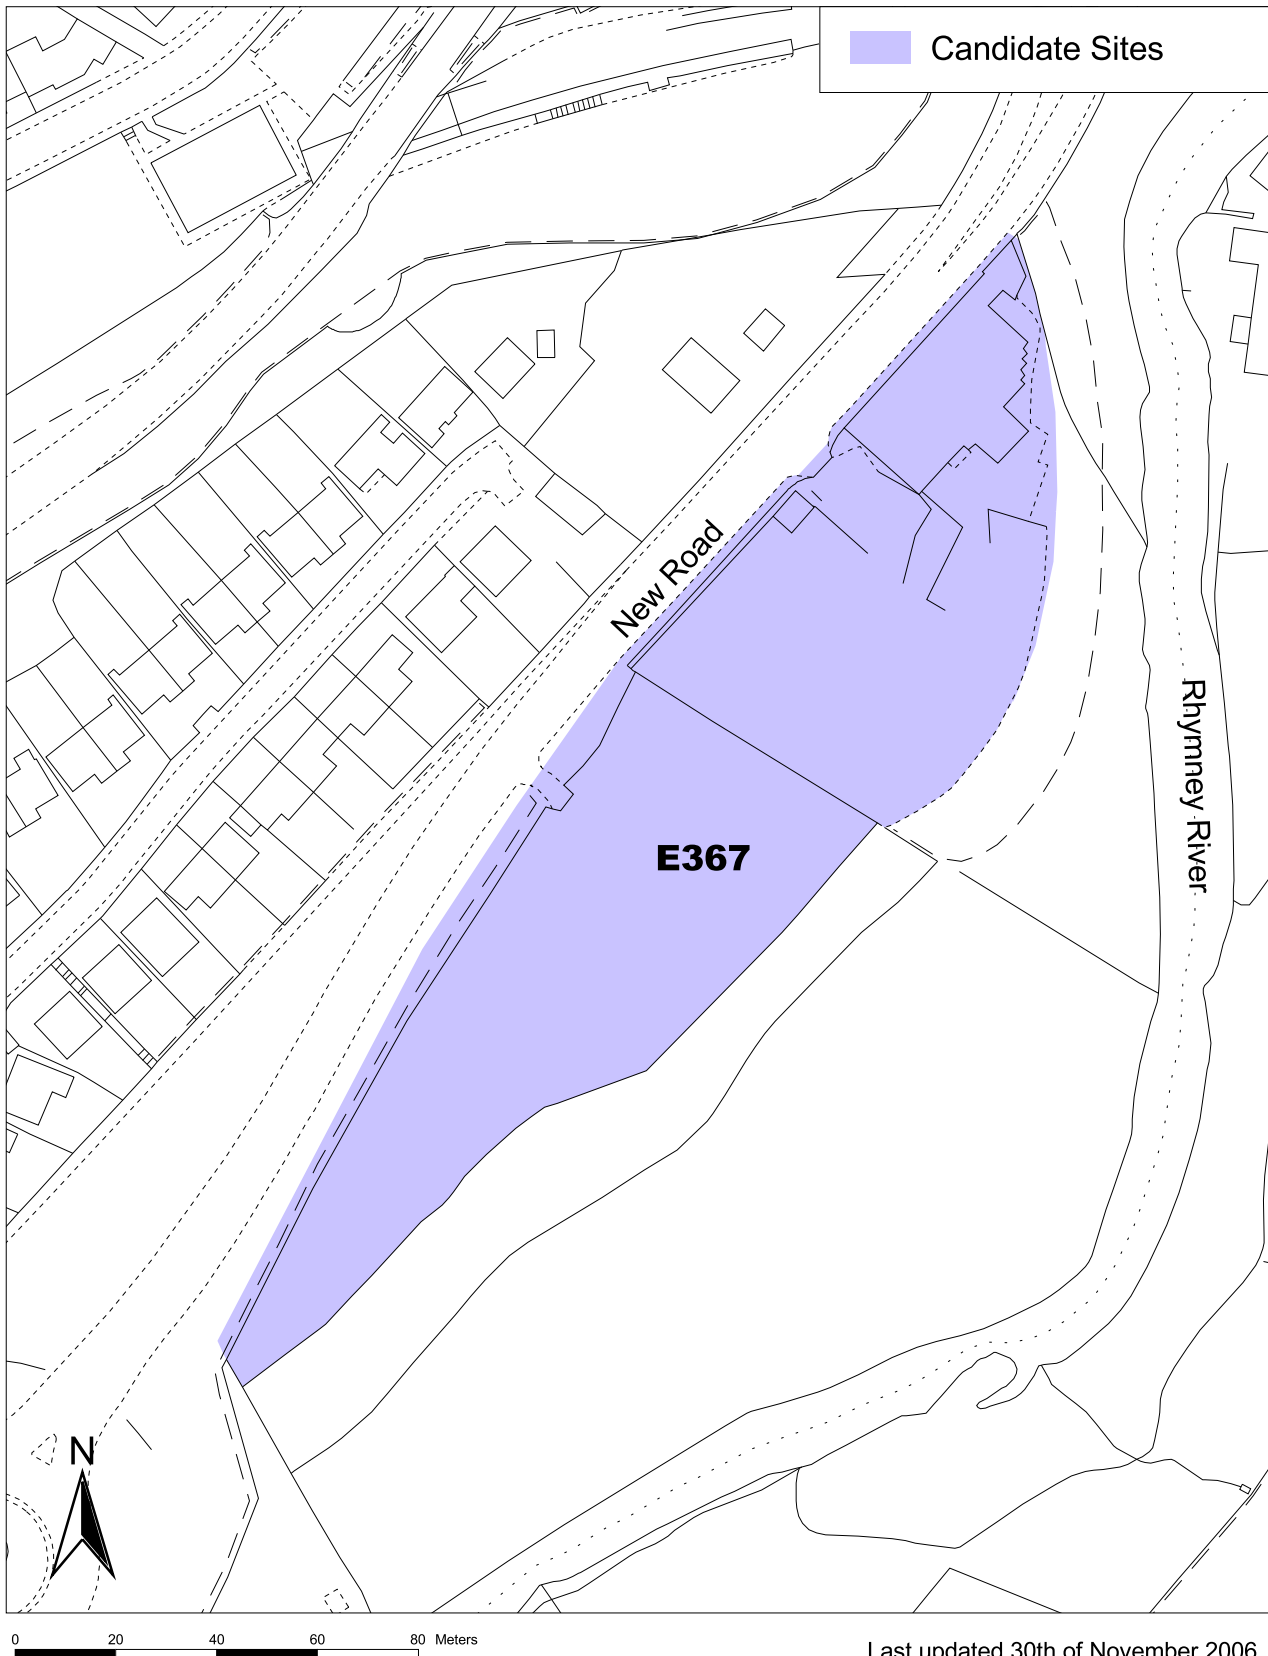 Candidate Sites
New Road
Rhymney River
E367
N
0 20 40 60 80 Meters
Last updated 30th of November 2006